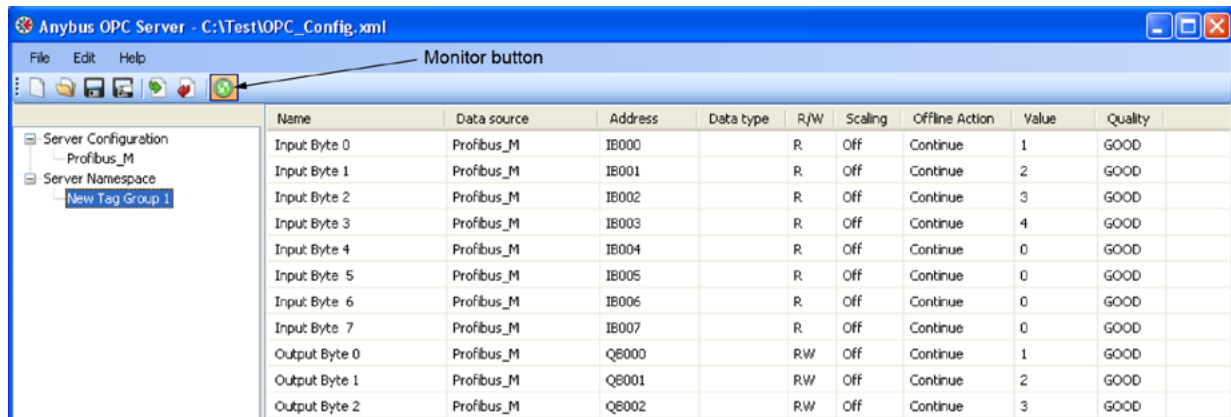 Anybus OPC Server - C:\Test\OPC_Config.xml
File Edit Help
Monitor button
Name Data source Address Data type R/W Scaling Offline Action Value Quality
Server Configuration
Profibus_M
Server Namespace
New Tag Group 1
Input Byte 0 Profibus_M IB000 R Off Continue 1 GOOD
Input Byte 1 Profibus_M IB001 R Off Continue 2 GOOD
Input Byte 2 Profibus_M IB002 R Off Continue 3 GOOD
Input Byte 3 Profibus_M IB003 R Off Continue 4 GOOD
Input Byte 4 Profibus_M IB004 R Off Continue 0 GOOD
Input Byte 5 Profibus_M IB005 R Off Continue 0 GOOD
Input Byte 6 Profibus_M IB006 R Off Continue 0 GOOD
Input Byte 7 Profibus_M IB007 R Off Continue 0 GOOD
Output Byte 0 Profibus_M QB000 RW Off Continue 1 GOOD
Output Byte 1 Profibus_M QB001 RW Off Continue 2 GOOD
Output Byte 2 Profibus_M QB002 RW Off Continue 3 GOOD